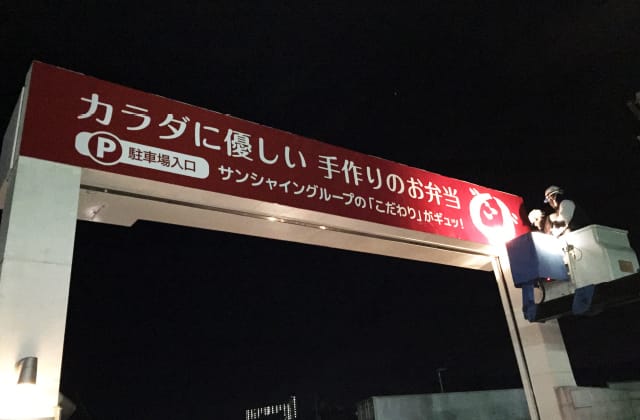 カラダに優しい 手作りのお弁当
P 駐車場入口
サンシャイングループの「こだわり」がギュッ!